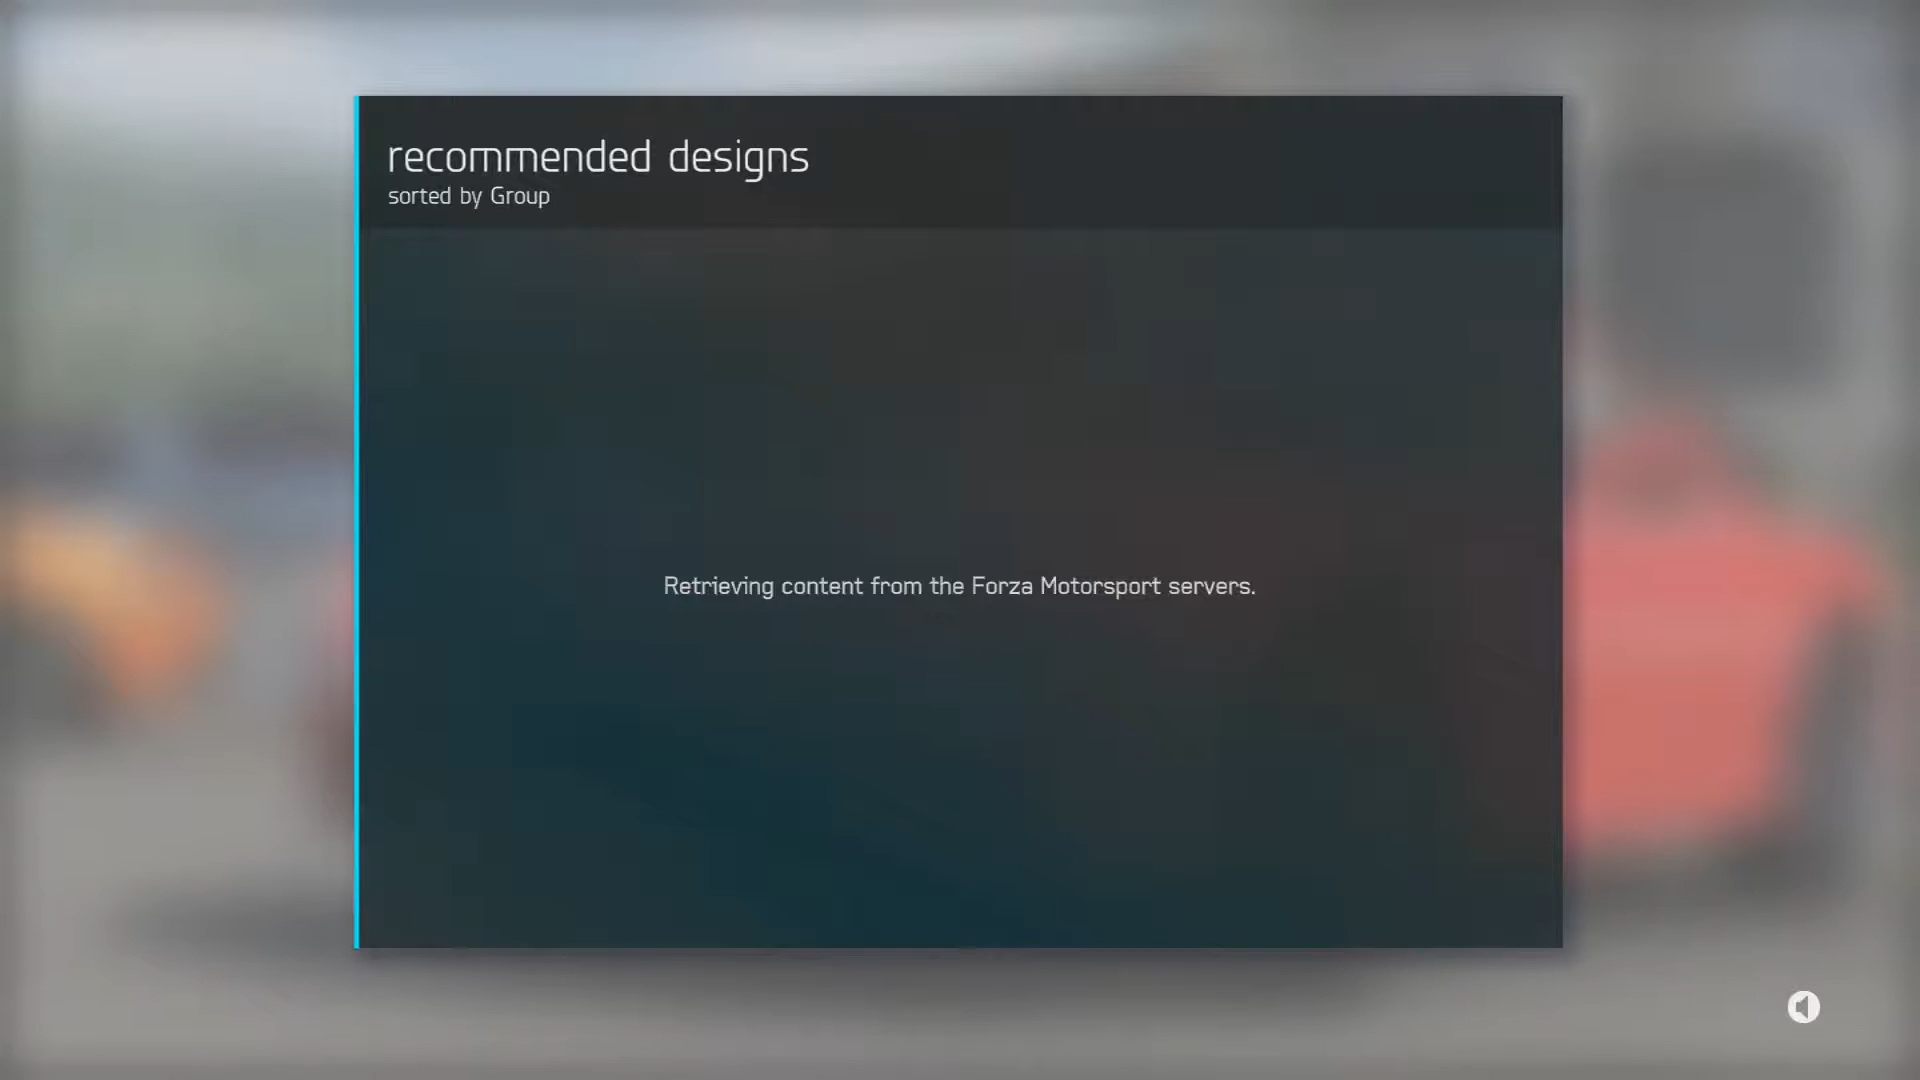 recommended designs
sorted by Group
Retrieving content from the Forza Motorsport servers.